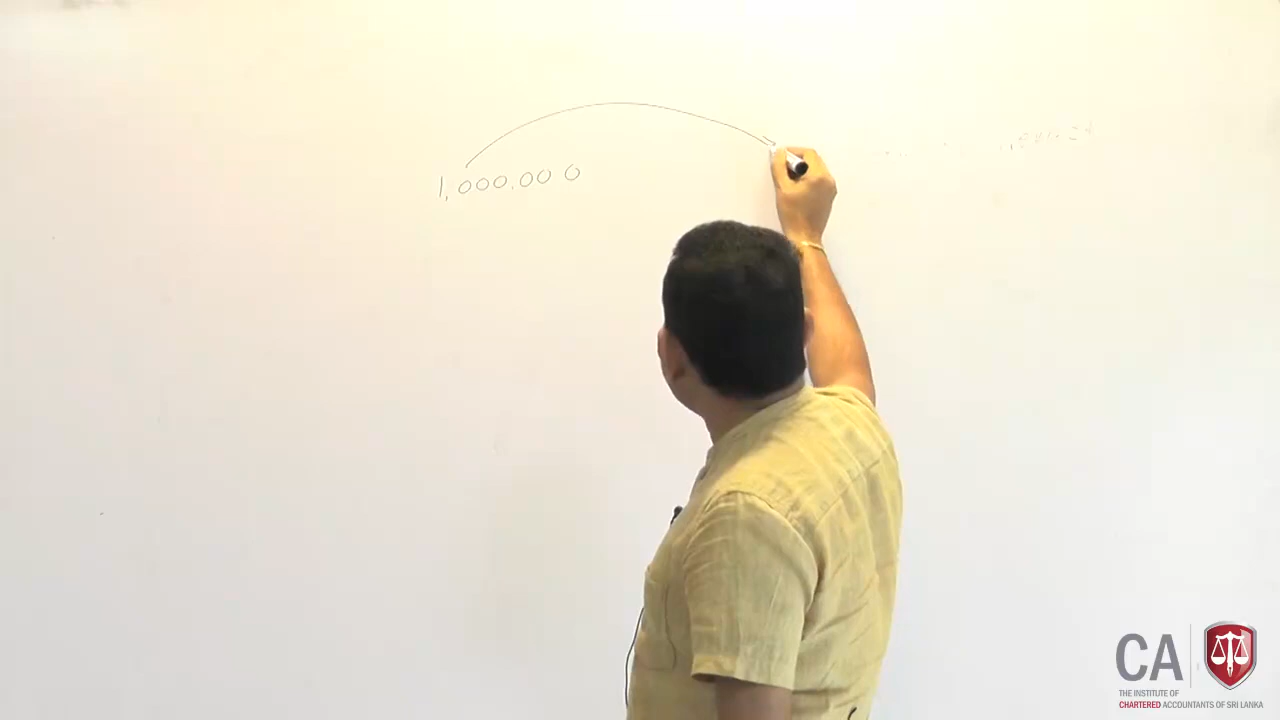 1,000,000
CA
THE INSTITUTE OF
CHARTERED ACCOUNTANTS OF SRI LANKA